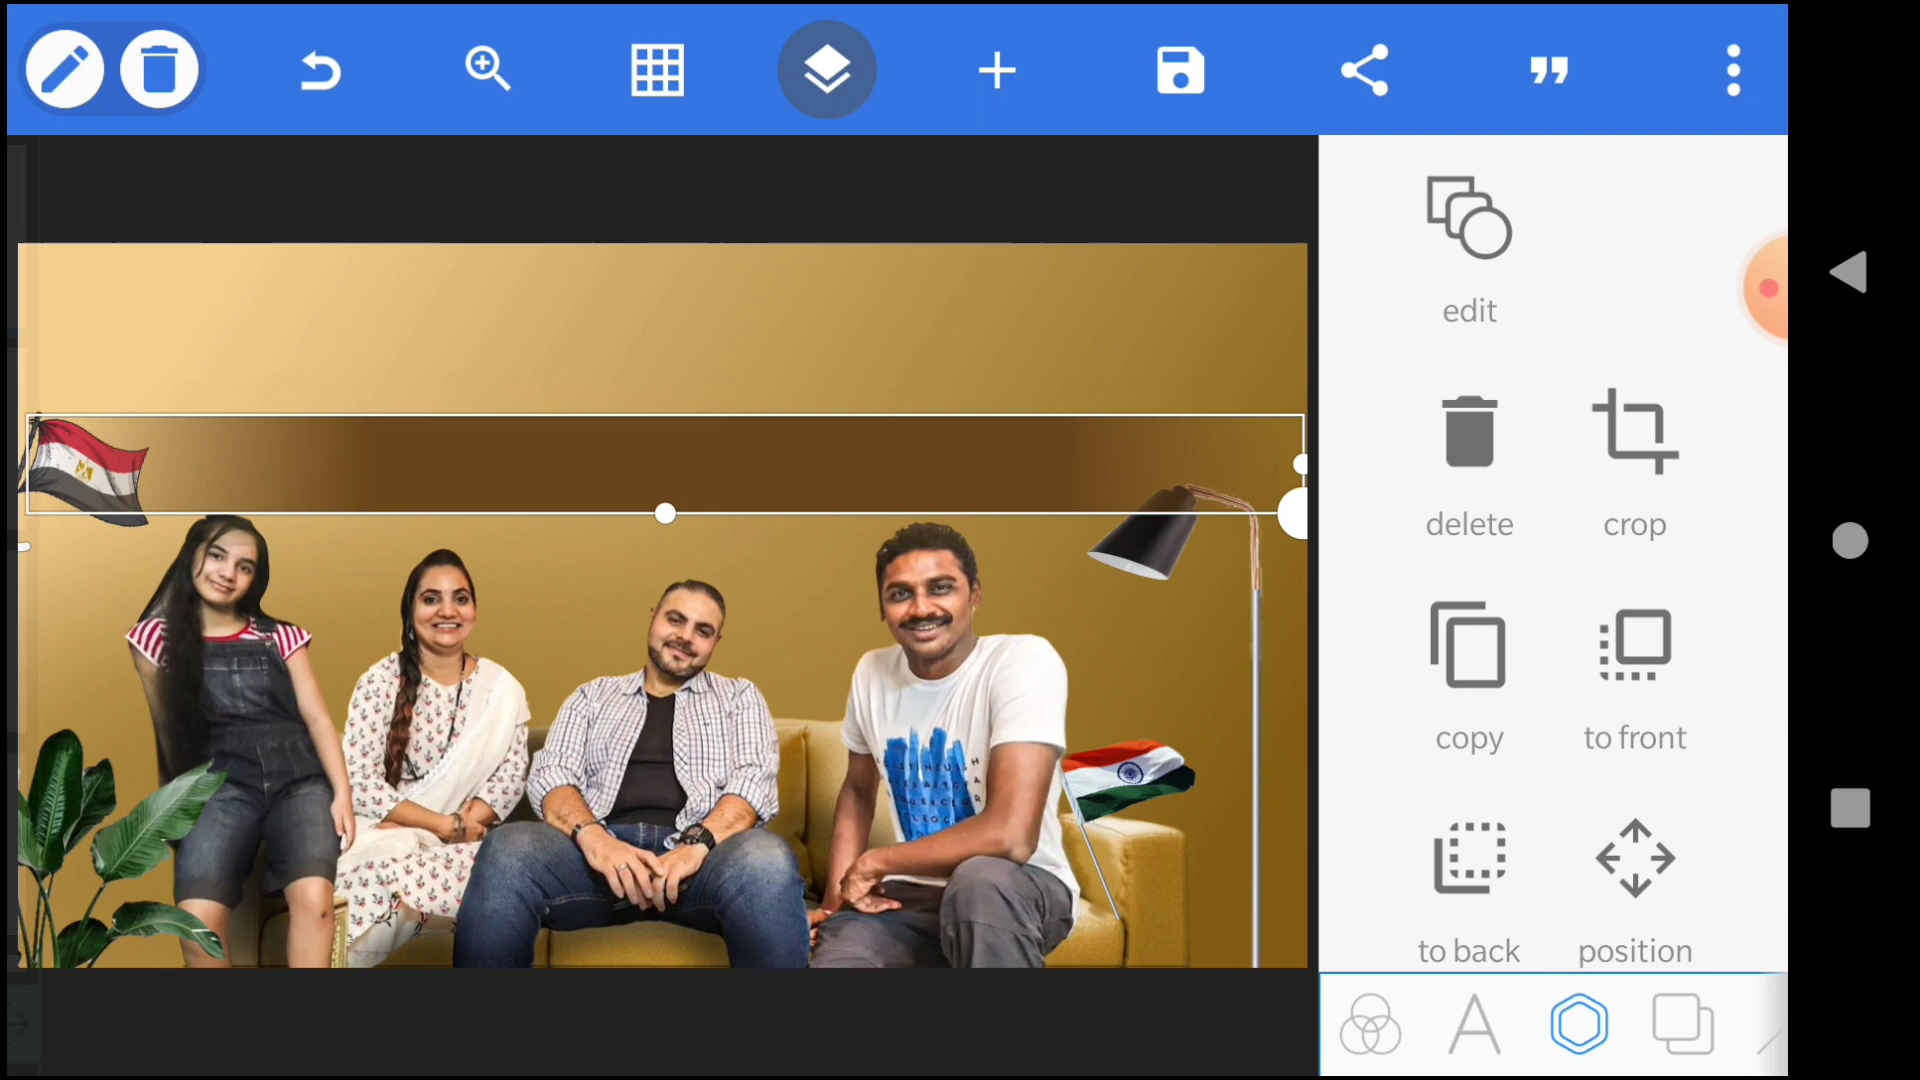 edit
delete
crop
copy
to front
to back
position